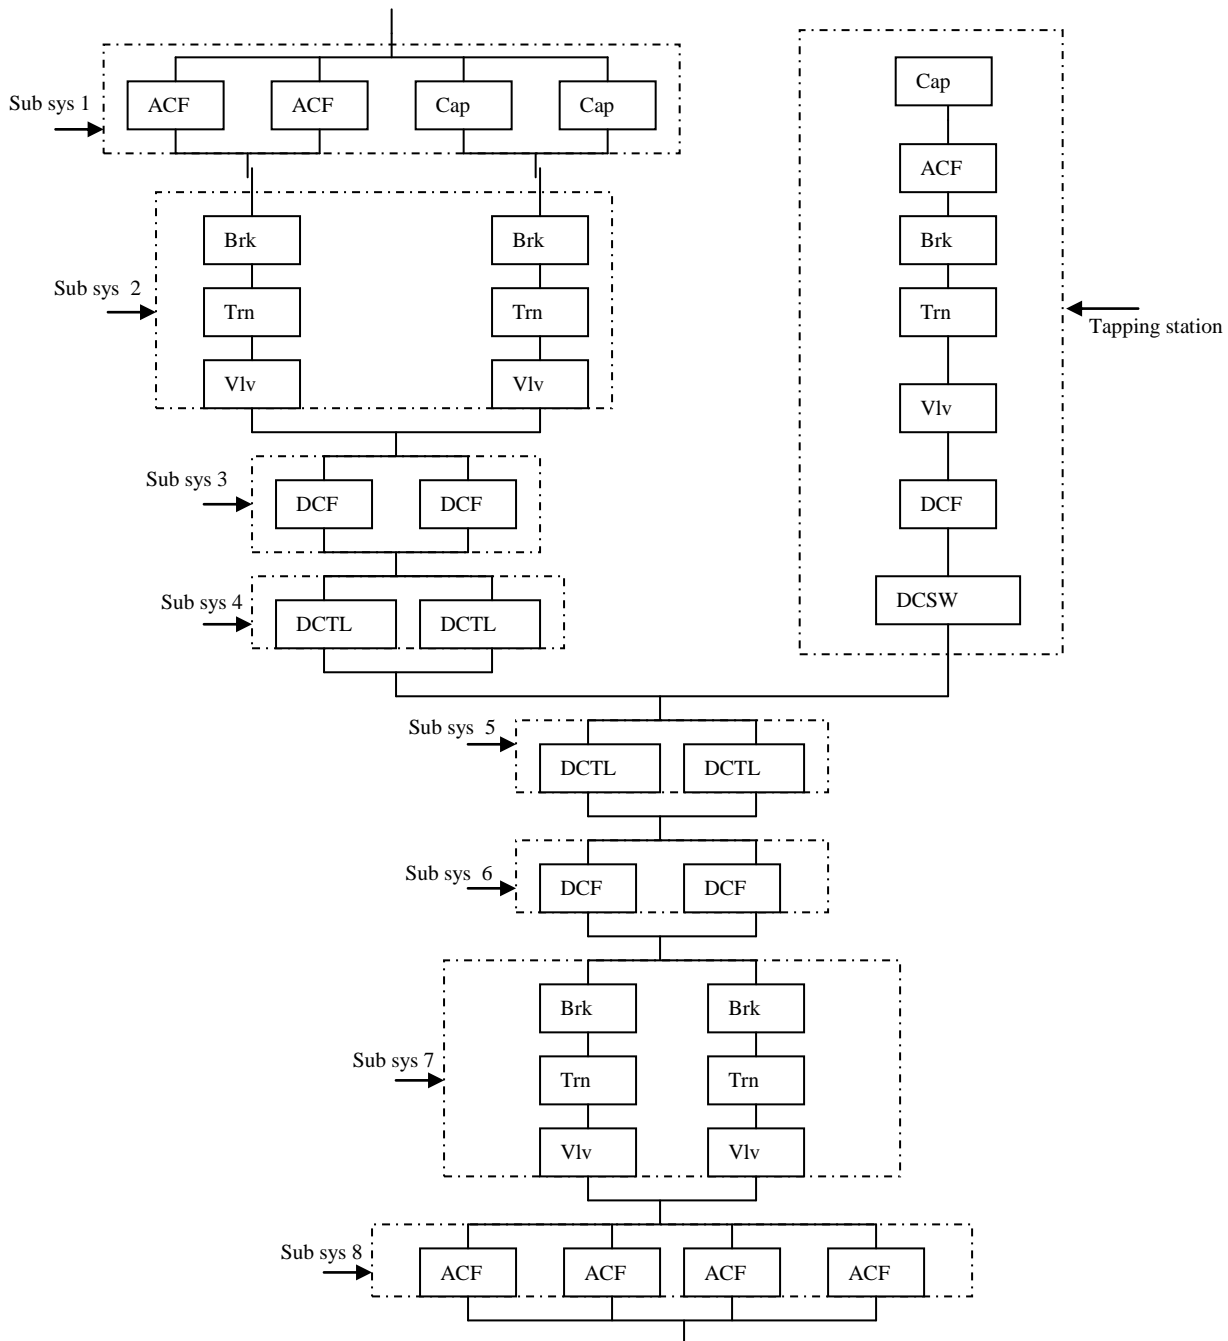 Sub sys 1
ACF ACF Cap Cap
Sub sys 2
Brk Brk
Trn Trn
Vlv Vlv
Sub sys 3
DCF DCF
Sub sys 4
DCTL DCTL
Cap
ACF
Brk
Trn
Vlv
DCF
DCSW
Tapping station
Sub sys 5
DCTL DCTL
Sub sys 6
DCF DCF
Sub sys 7
Brk Brk
Trn Trn
Vlv Vlv
Sub sys 8
ACF ACF ACF ACF